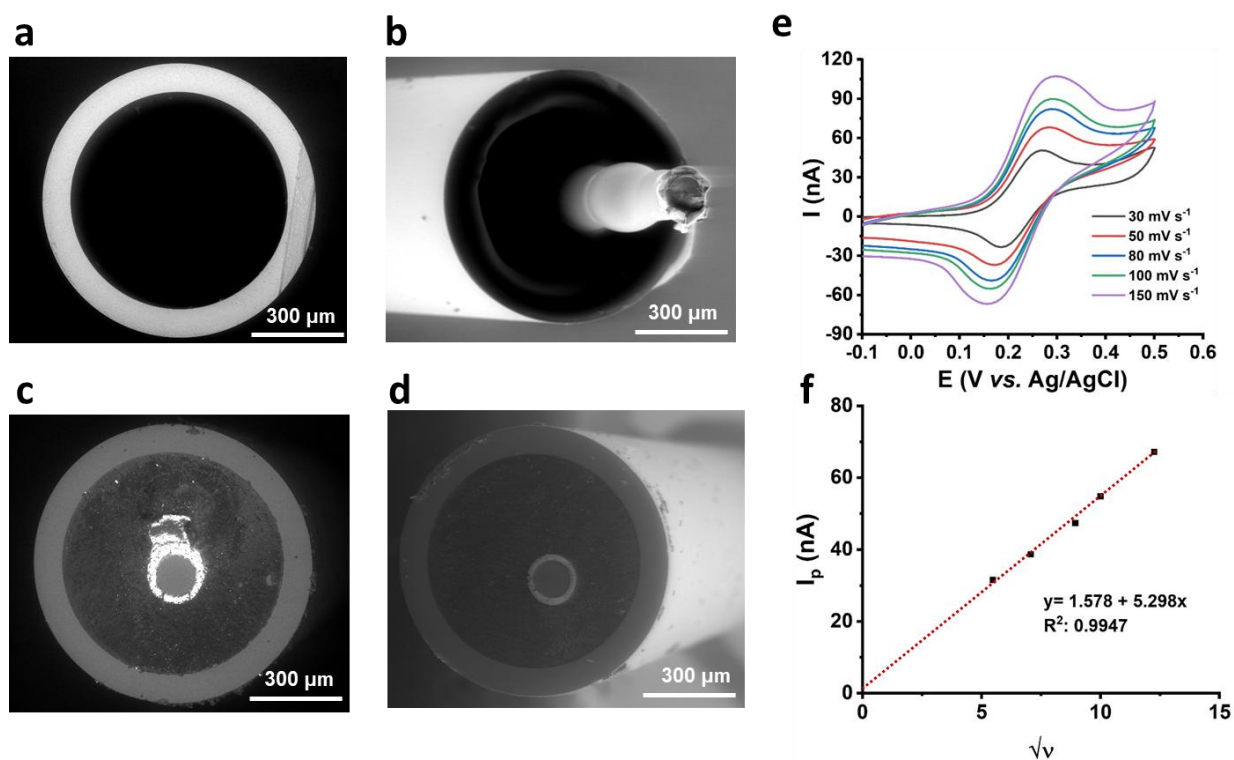 a
300 µm
b
300 µm
c
300 µm
d
300 µm
e
120
90
60
30
0
-30
-60
-90
I (nA)
30 mV s⁻¹
50 mV s⁻¹
80 mV s⁻¹
100 mV s⁻¹
150 mV s⁻¹
-0.1 0.0 0.1 0.2 0.3 0.4 0.5 0.6
E (V vs. Ag/AgCl)
f
80
60
40
20
0
Iₚ (nA)
y= 1.578 + 5.298x
R²: 0.9947
0 5 10 15
√ν